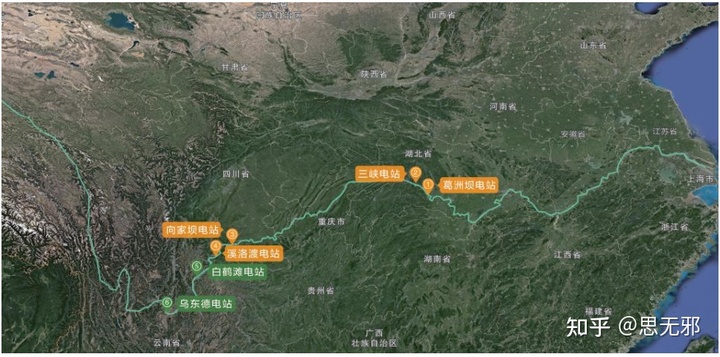 山西省
山东省
甘肃省
陕西省
河南省
江苏省
安徽省
湖北省
三峡电站
2
四川省
1
葛洲坝电站
上海市
重庆市
浙江省
向家坝电站
3
4
溪洛渡电站
江西省
湖南省
5
白鹤滩电站
贵州省
6
乌东德电站
福建省
广西
壮族自治区
云南省
知乎 @思无邪